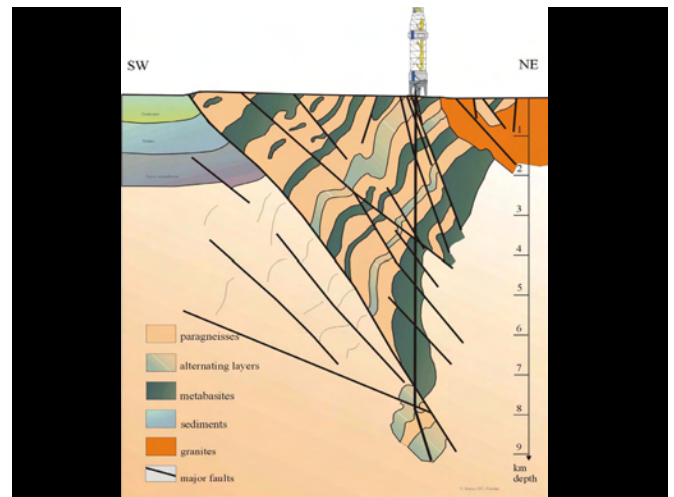 SW
NE
1
2
3
4
5
6
7
8
9
km
depth
paragneisses
alternating layers
metabasites
sediments
granites
major faults